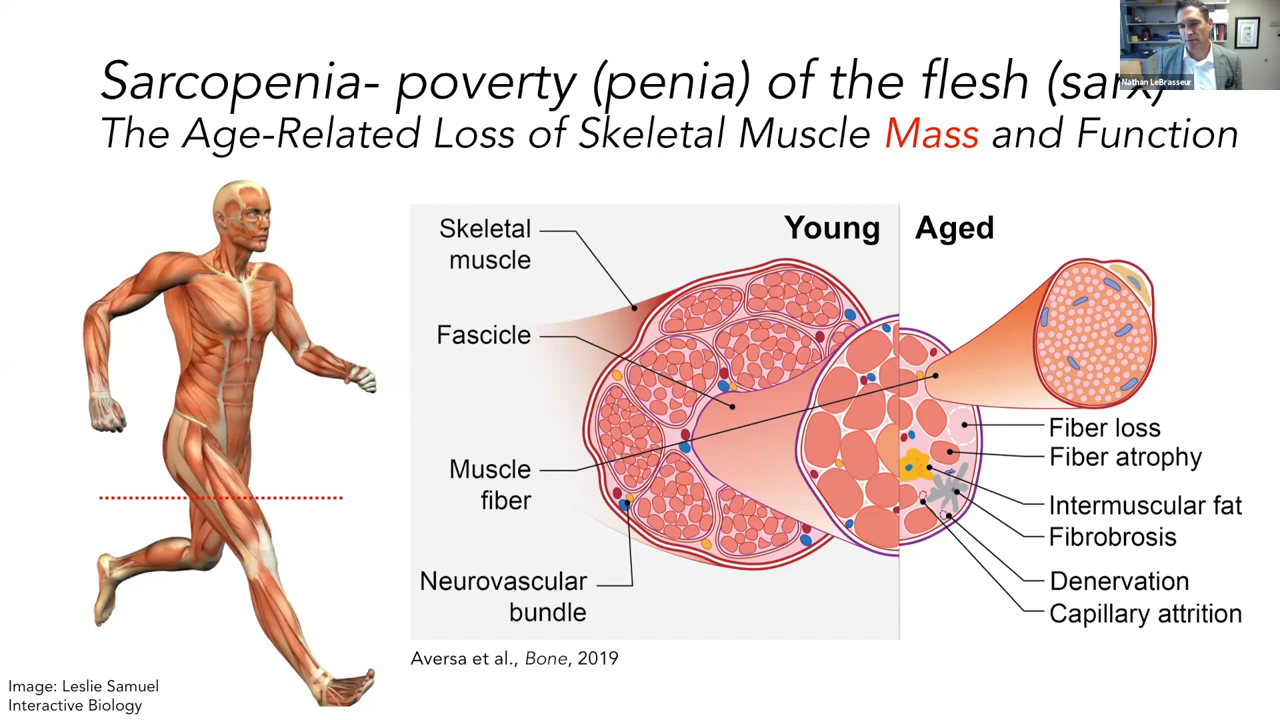 Nathan LeBrasseur
Sarcopenia- poverty (penia) of the flesh (sarx)
The Age-Related Loss of Skeletal Muscle Mass and Function
Skeletal
muscle
Fascicle
Muscle
fiber
Neurovascular
bundle
Young
Aged
Fiber loss
Fiber atrophy
Intermuscular fat
Fibrobrosis
Denervation
Capillary attrition
Aversa et al., Bone, 2019
Image: Leslie Samuel
Interactive Biology